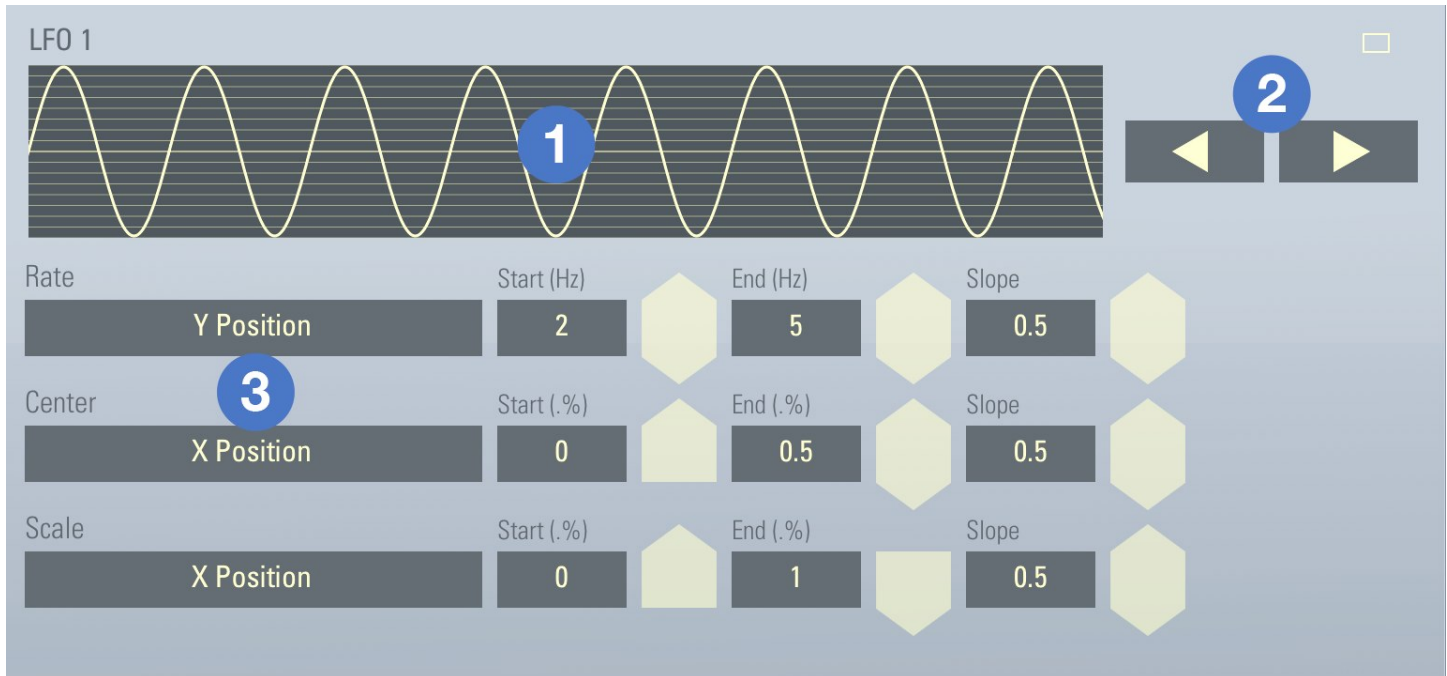 LFO 1
2
1
Rate Start (Hz) End (Hz) Slope
Y Position 2 5 0.5
3
Center Start (.%) End (.%) Slope
X Position 0 0.5 0.5
Scale Start (.%) End (.%) Slope
X Position 0 1 0.5